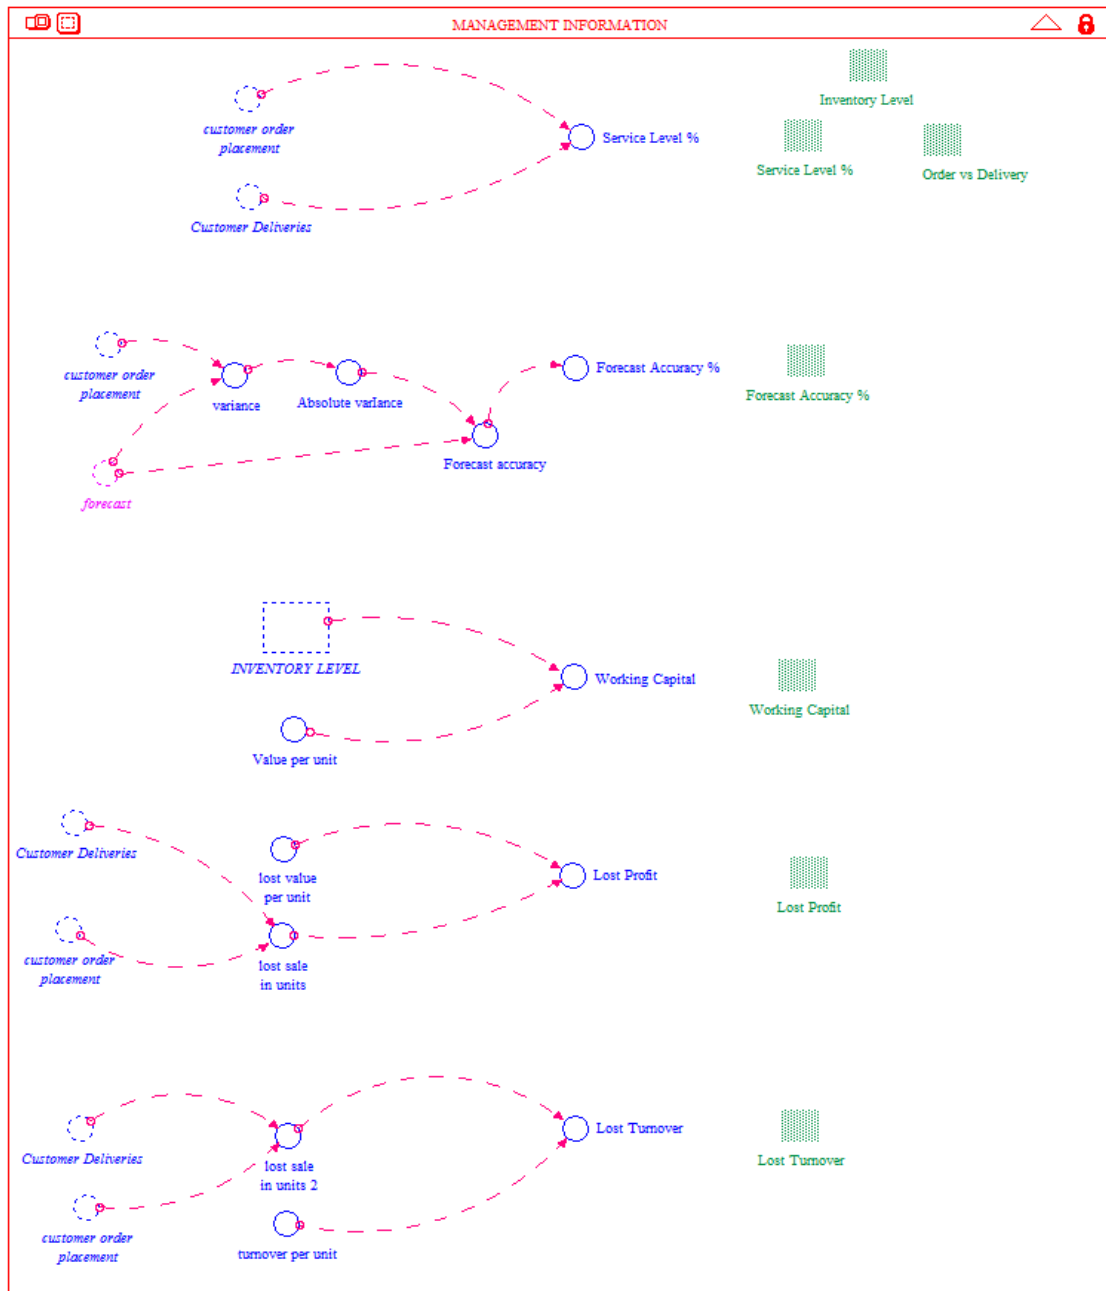 MANAGEMENT INFORMATION
Inventory Level
customer order
placement
Service Level %
Service Level %
Order vs Delivery
Customer Deliveries
customer order
placement
variance
Absolute varIance
Forecast Accuracy %
Forecast Accuracy %
Forecast accuracy
forecast
INVENTORY LEVEL
Working Capital
Working Capital
Value per unit
Customer Deliveries
lost value
per unit
Lost Profit
Lost Profit
customer order
placement
lost sale
in units
Customer Deliveries
lost sale
in units 2
Lost Turnover
Lost Turnover
customer order
placement
turnover per unit